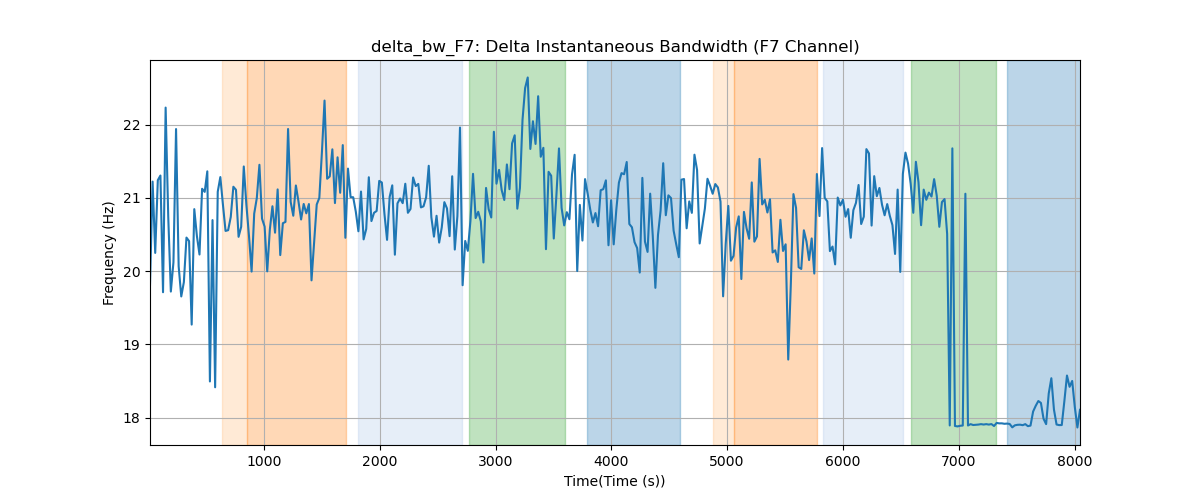 delta_bw_F7: Delta Instantaneous Bandwidth (F7 Channel)
Frequency (Hz)
22
21
20
19
18
1000 2000 3000 4000 5000 6000 7000 8000
Time(Time (s))